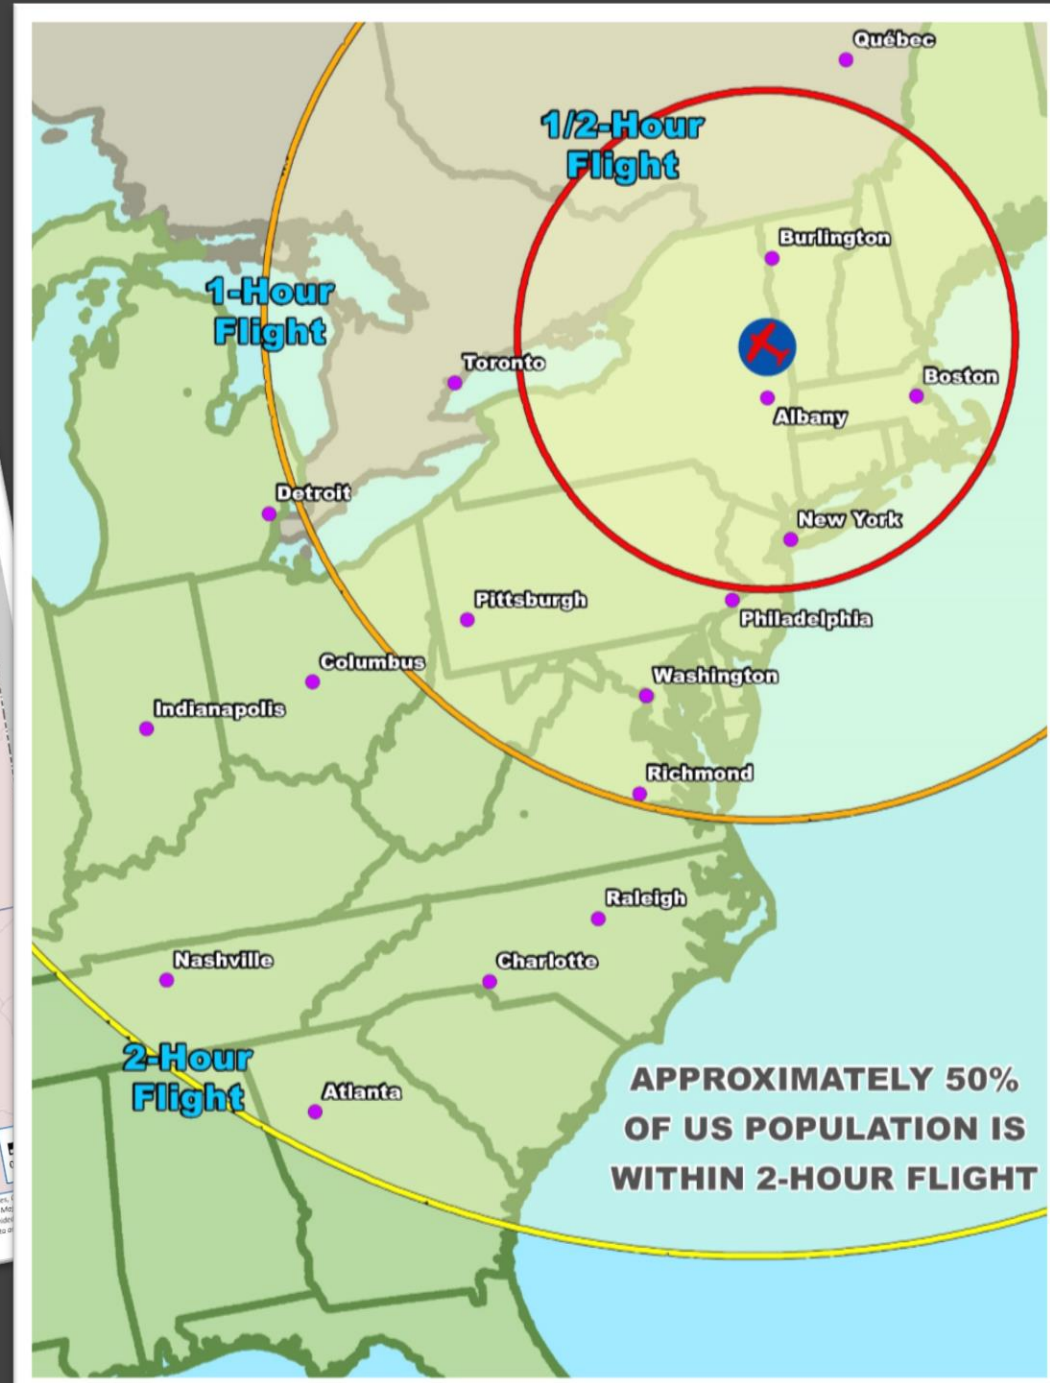 Québec
1/2-Hour
Flight
Burlington
1-Hour
Flight
Toronto
Boston
Albany
Detroit
New York
Pittsburgh
Philadelphia
Columbus
Washington
Indianapolis
Richmond
Raleigh
Nashville
Charlotte
2-Hour
Flight
Atlanta
APPROXIMATELY 50%
OF US POPULATION IS
WITHIN 2-HOUR FLIGHT